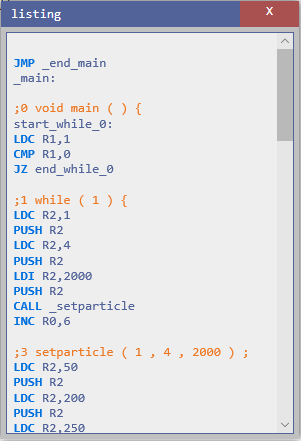 listing
X
JMP _end_main
_main:
;0 void main ( ) {
start_while_0:
LDC R1,1
CMP R1,0
JZ end_while_0
;1 while ( 1 ) {
LDC R2,1
PUSH R2
LDC R2,4
PUSH R2
LDI R2,2000
PUSH R2
CALL _setparticle
INC R0,6
;3 setparticle ( 1 , 4 , 2000 ) ;
LDC R2,50
PUSH R2
LDC R2,200
PUSH R2
LDC R2,250